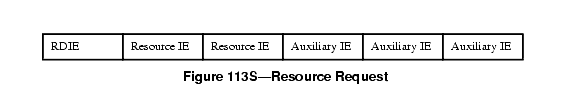 RDIE Resource IE Resource IE Auxiliary IE Auxiliary IE Auxiliary IE
Figure 113S—Resource Request